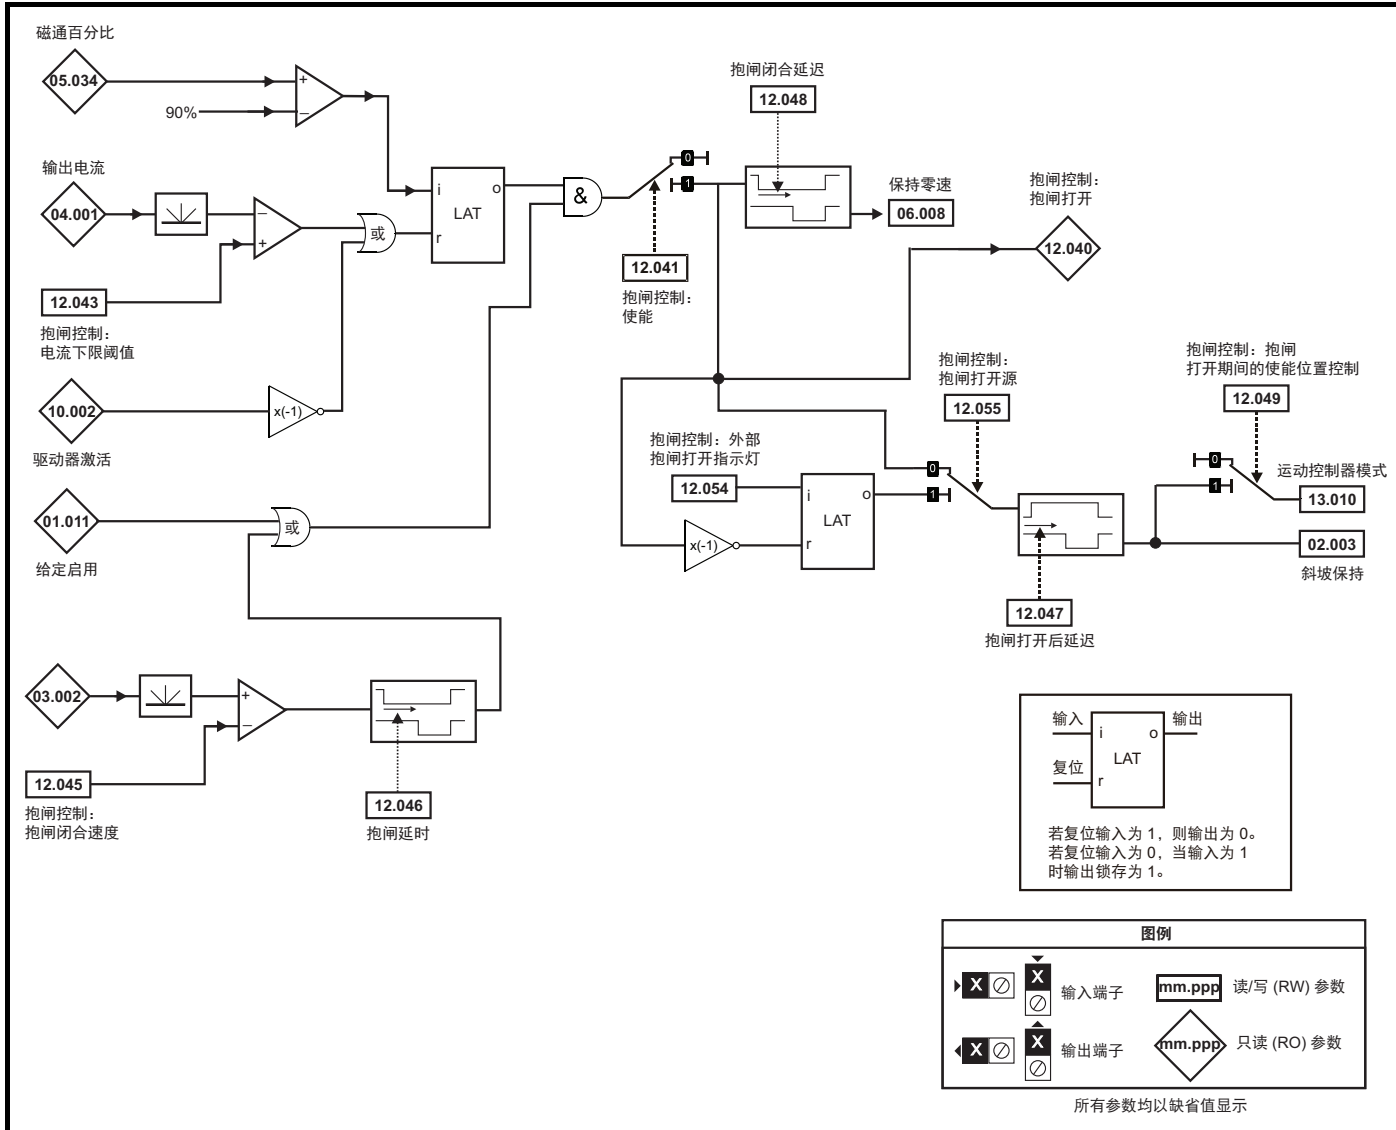 磁通百分比
05.034
+
90%
–
输出电流
04.001
–
+
或
i
o
LAT
r
&
12.043
抱闸控制：
电流下限阈值
10.002
x(-1)
驱动器激活
01.011
或
给定启用
03.002
+
–
12.045
抱闸控制：
抱闸闭合速度
12.046
抱闸延时
0
1
12.041
抱闸控制：
使能
抱闸闭合延迟
12.048
保持零速
06.008
抱闸控制：
抱闸打开
12.040
抱闸控制：外部
抱闸打开指示灯
12.054
x(-1)
i
o
LAT
r
抱闸控制：
抱闸打开源
12.055
0
1
12.047
抱闸打开后延迟
抱闸控制：抱闸
打开期间的使能位置控制
12.049
0
1
运动控制器模式
13.010
02.003
斜坡保持
输入
输出
i
o
LAT
复位
r
若复位输入为 1，则输出为 0。
若复位输入为 0，当输入为 1
时输出锁存为 1。
图例
X
X
输入端子
mm.ppp
读/写 (RW) 参数
X
X
输出端子
mm.ppp
只读 (RO) 参数
所有参数均以缺省值显示